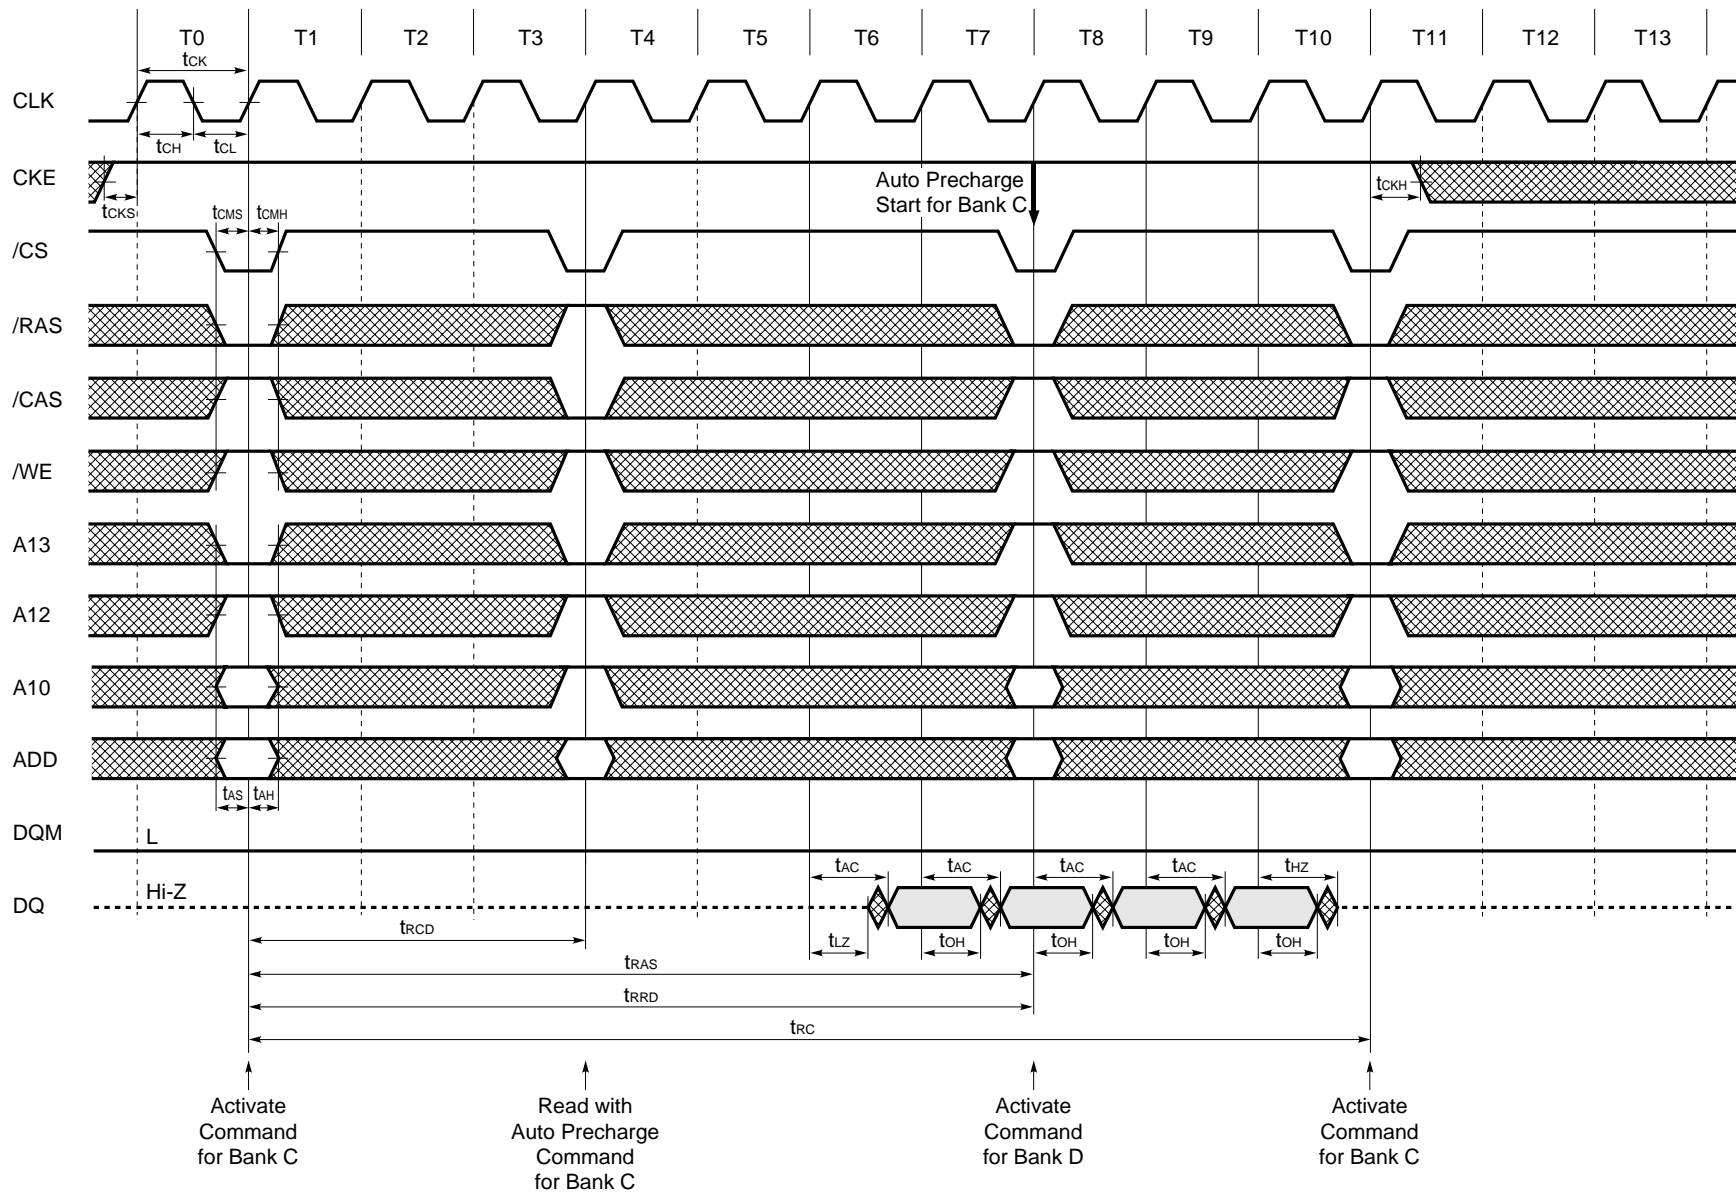 T0 T1 T2 T3 T4 T5 T6 T7 T8 T9 T10 T11 T12 T13
tCK
CLK
tCH tCL
CKE
Auto Precharge
Start for Bank C
tCKH
tCKS tCMS tCMH
/CS
/RAS
/CAS
/WE
A13
A12
A10
ADD
tAS tAH
DQM
L
tAC tAC tAC tAC tHZ
Hi-Z
DQ
tRCD
tLZ tOH tOH tOH tOH
tRAS
tRRD
tRC
Activate
Command
for Bank C
Read with
Auto Precharge
Command
for Bank C
Activate
Command
for Bank D
Activate
Command
for Bank C